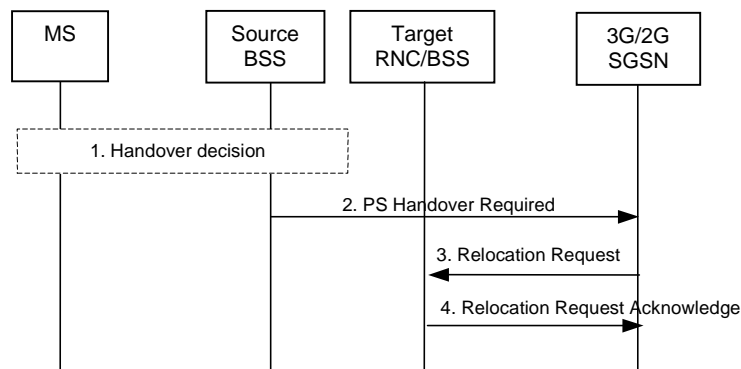 MS
Source
BSS
Target
RNC/BSS
3G/2G
SGSN
1. Handover decision
2. PS Handover Required
3. Relocation Request
4. Relocation Request Acknowledge